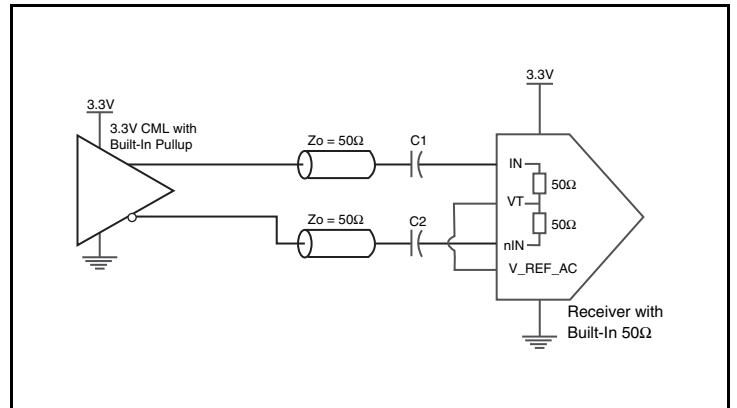 3.3V
3.3V
3.3V CML with
Built-In Pullup
Zo = 50Ω
C1
IN
50Ω
VT
Zo = 50Ω
C2
50Ω
nIN
V_REF_AC
Receiver with
Built-In 50Ω